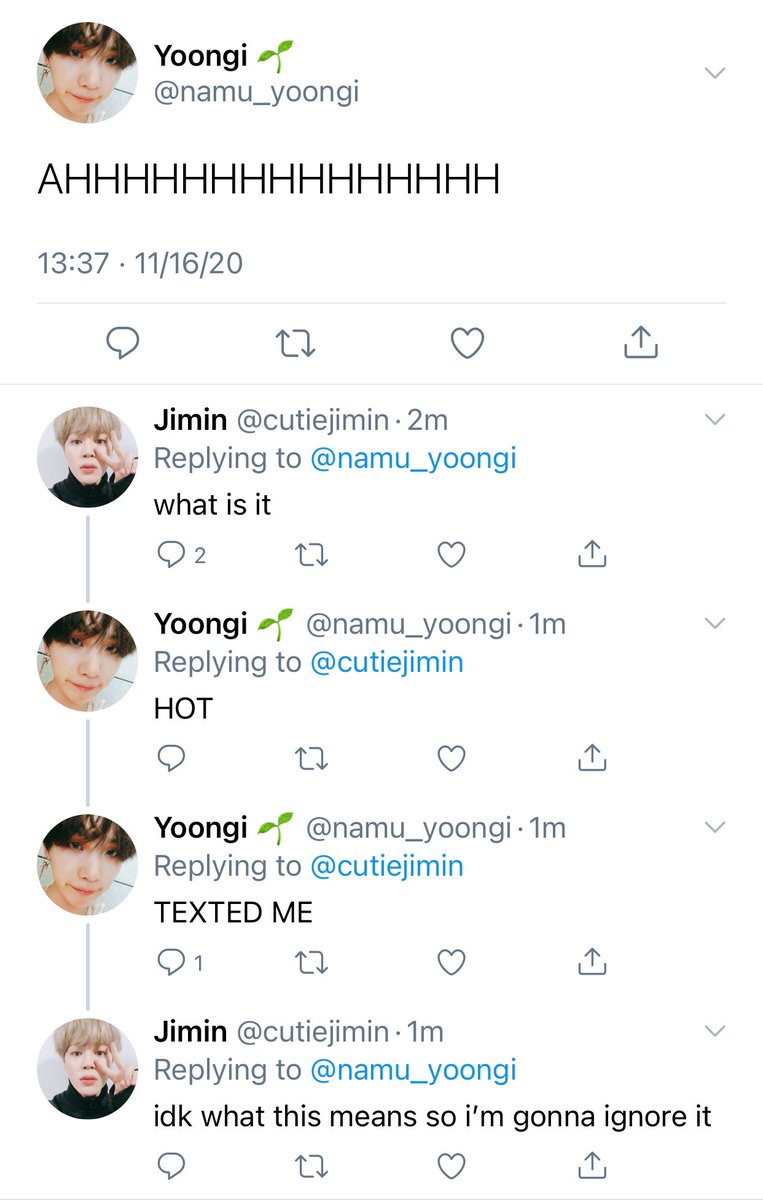 Yoongi 🌱
@namu_yoongi
AHHHHHHHHHHHHHHH
13:37 · 11/16/20
Jimin @cutiejimin · 2m
Replying to @namu_yoongi
what is it
2
Yoongi 🌱 @namu_yoongi · 1m
Replying to @cutiejimin
HOT
Yoongi 🌱 @namu_yoongi · 1m
Replying to @cutiejimin
TEXTED ME
1
Jimin @cutiejimin · 1m
Replying to @namu_yoongi
idk what this means so i’m gonna ignore it